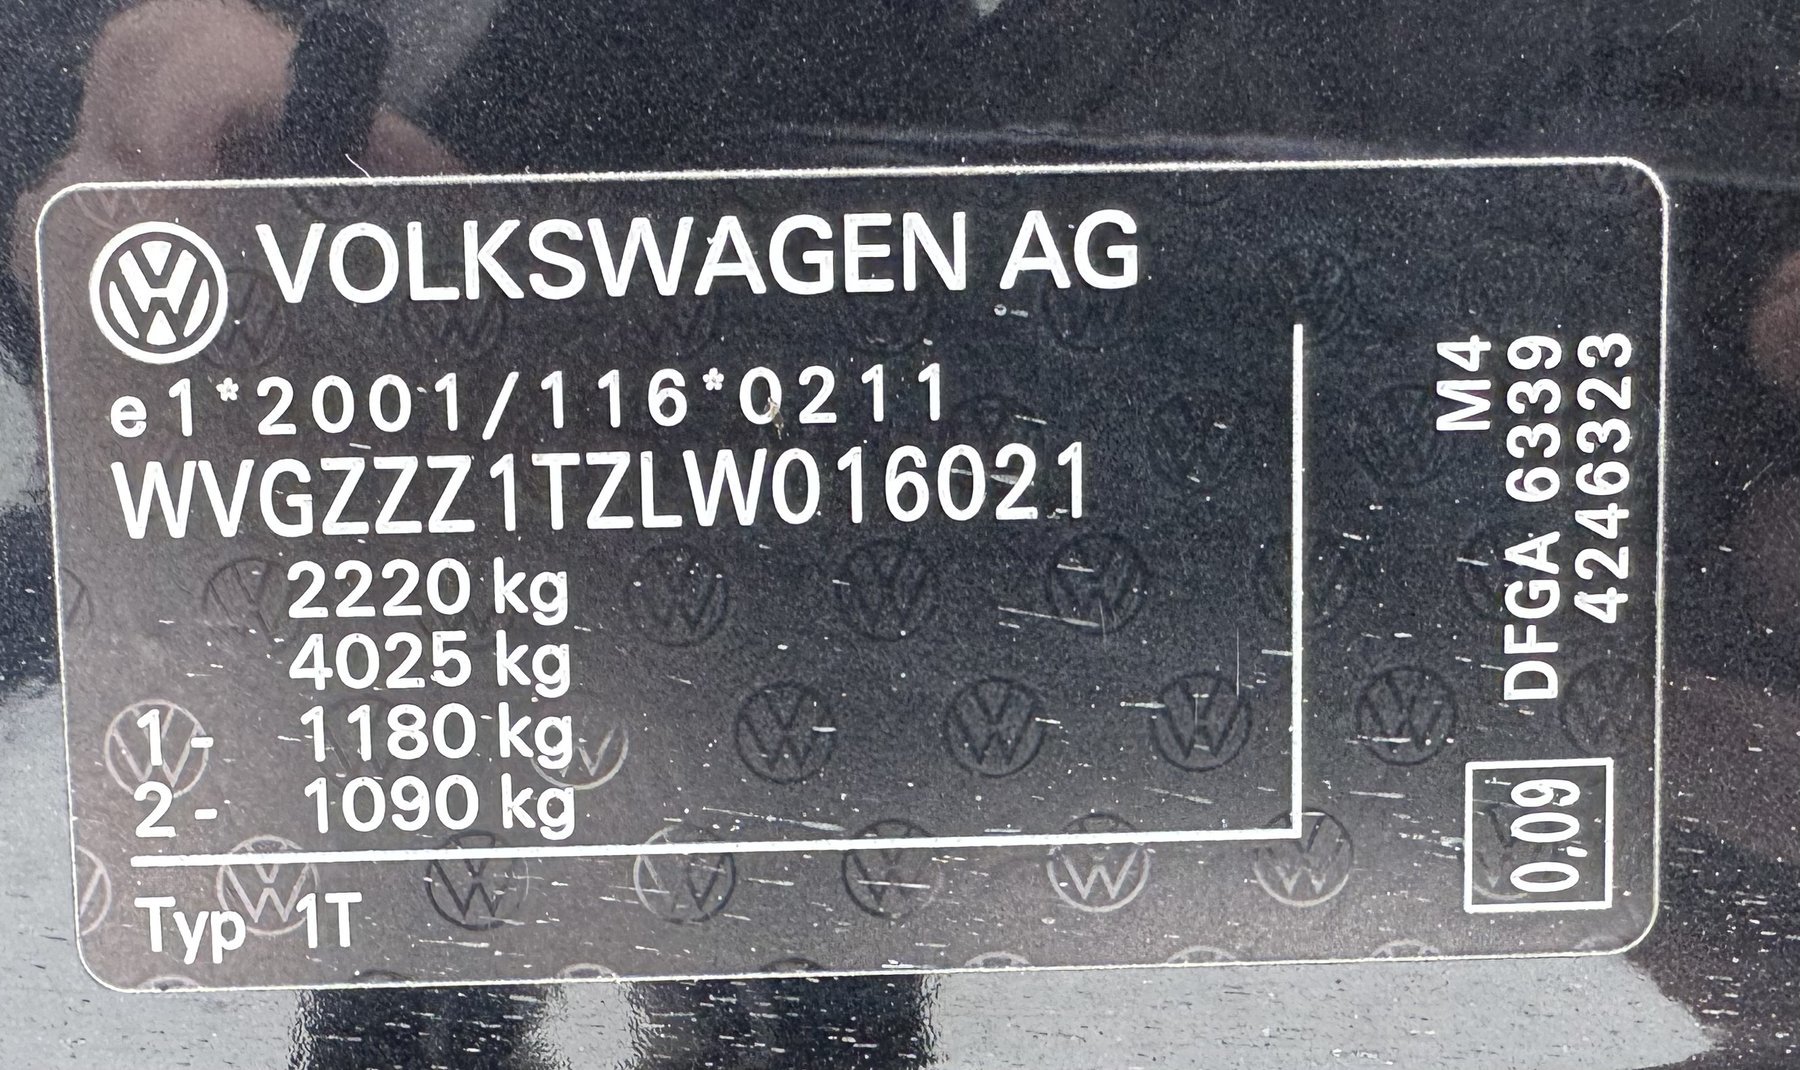 VOLKSWAGEN AG
e1*2001/116*0211
WVGZZZ1TZLW016021
2220 kg
4025 kg
1- 1180 kg
2- 1090 kg
Typ 1T
M4
DFGA 6339
4246323
0,09